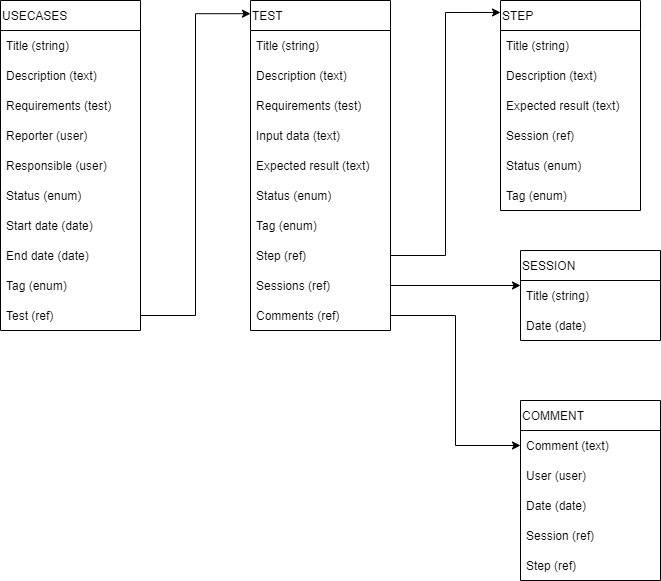 USECASES
Title (string)
Description (text)
Requirements (test)
Reporter (user)
Responsible (user)
Status (enum)
Start date (date)
End date (date)
Tag (enum)
Test (ref)
TEST
Title (string)
Description (text)
Requirements (test)
Input data (text)
Expected result (text)
Status (enum)
Tag (enum)
Step (ref)
Sessions (ref)
Comments (ref)
STEP
Title (string)
Description (text)
Expected result (text)
Session (ref)
Status (enum)
Tag (enum)
SESSION
Title (string)
Date (date)
COMMENT
Comment (text)
User (user)
Date (date)
Session (ref)
Step (ref)